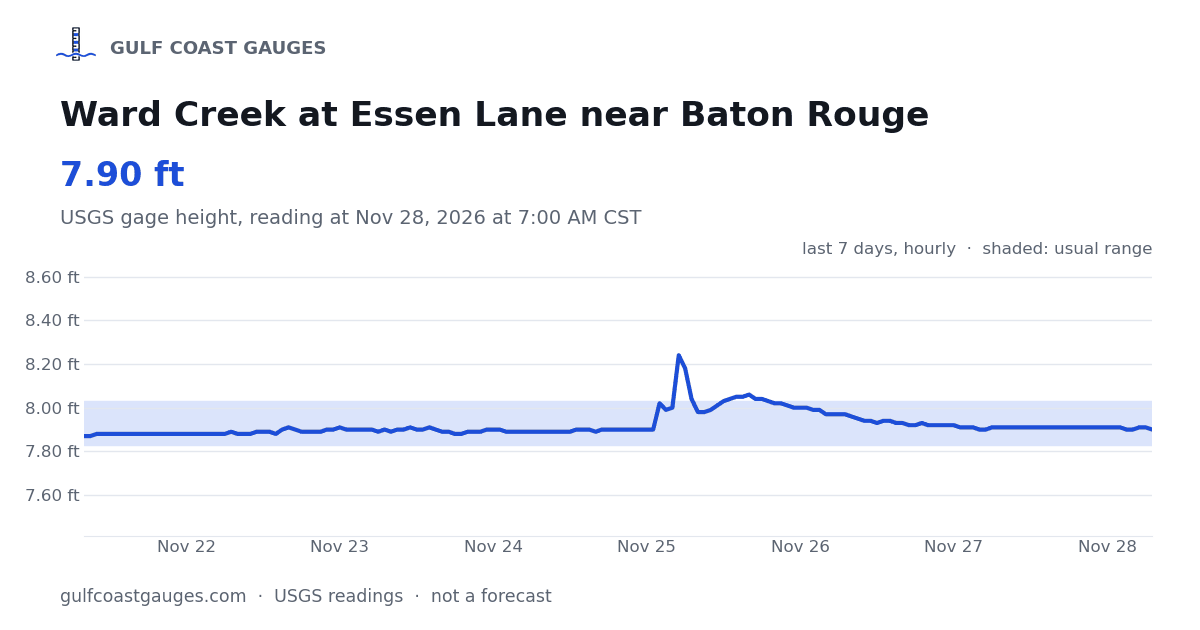 GULF COAST GAUGES
Ward Creek at Essen Lane near Baton Rouge
7.90 ft
USGS gage height, reading at Nov 28, 2026 at 7:00 AM CST
last 7 days, hourly · shaded: usual range
8.60 ft
8.40 ft
8.20 ft
8.00 ft
7.80 ft
7.60 ft
Nov 22 Nov 23 Nov 24 Nov 25 Nov 26 Nov 27 Nov 28
gulfcoastgauges.com · USGS readings · not a forecast